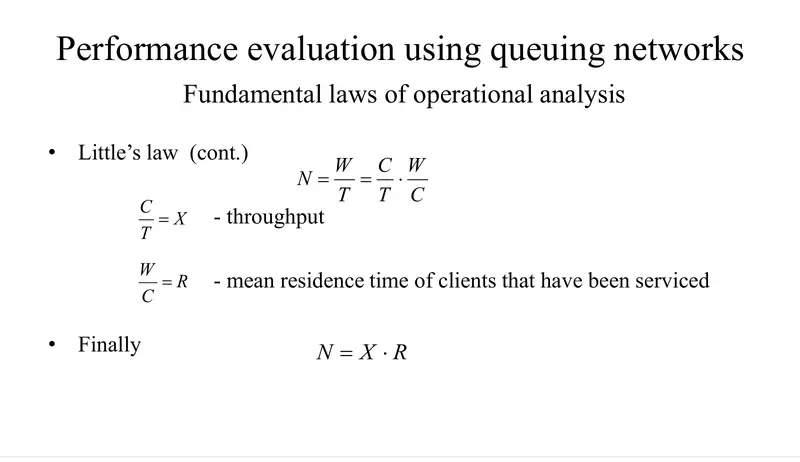 Performance evaluation using queuing networks
Fundamental laws of operational analysis
• Little’s law (cont.)
N = W/T = C/T · W/C
C/T = X - throughput
W/C = R - mean residence time of clients that have been serviced
• Finally
N = X · R